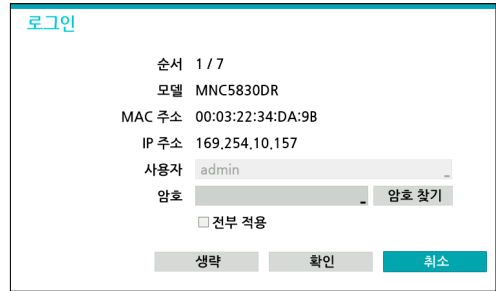 로그인
순서 1 / 7
모델 MNC5830DR
MAC 주소 00:03:22:34:DA:9B
IP 주소 169.254.10.157
사용자 admin
암호 암호 찾기
전부 적용
생략 확인 취소